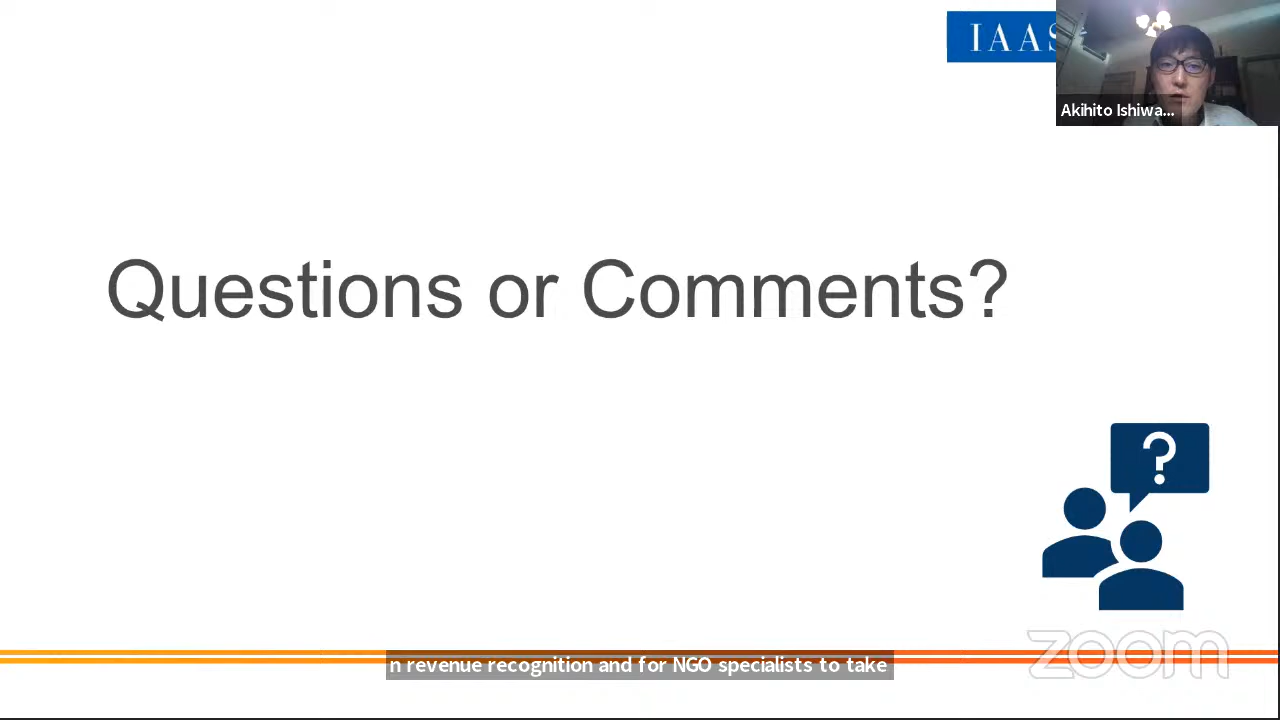 IAAS
Akihito Ishiwa...
Questions or Comments?
?
n revenue recognition and for NGO specialists to take
zoom